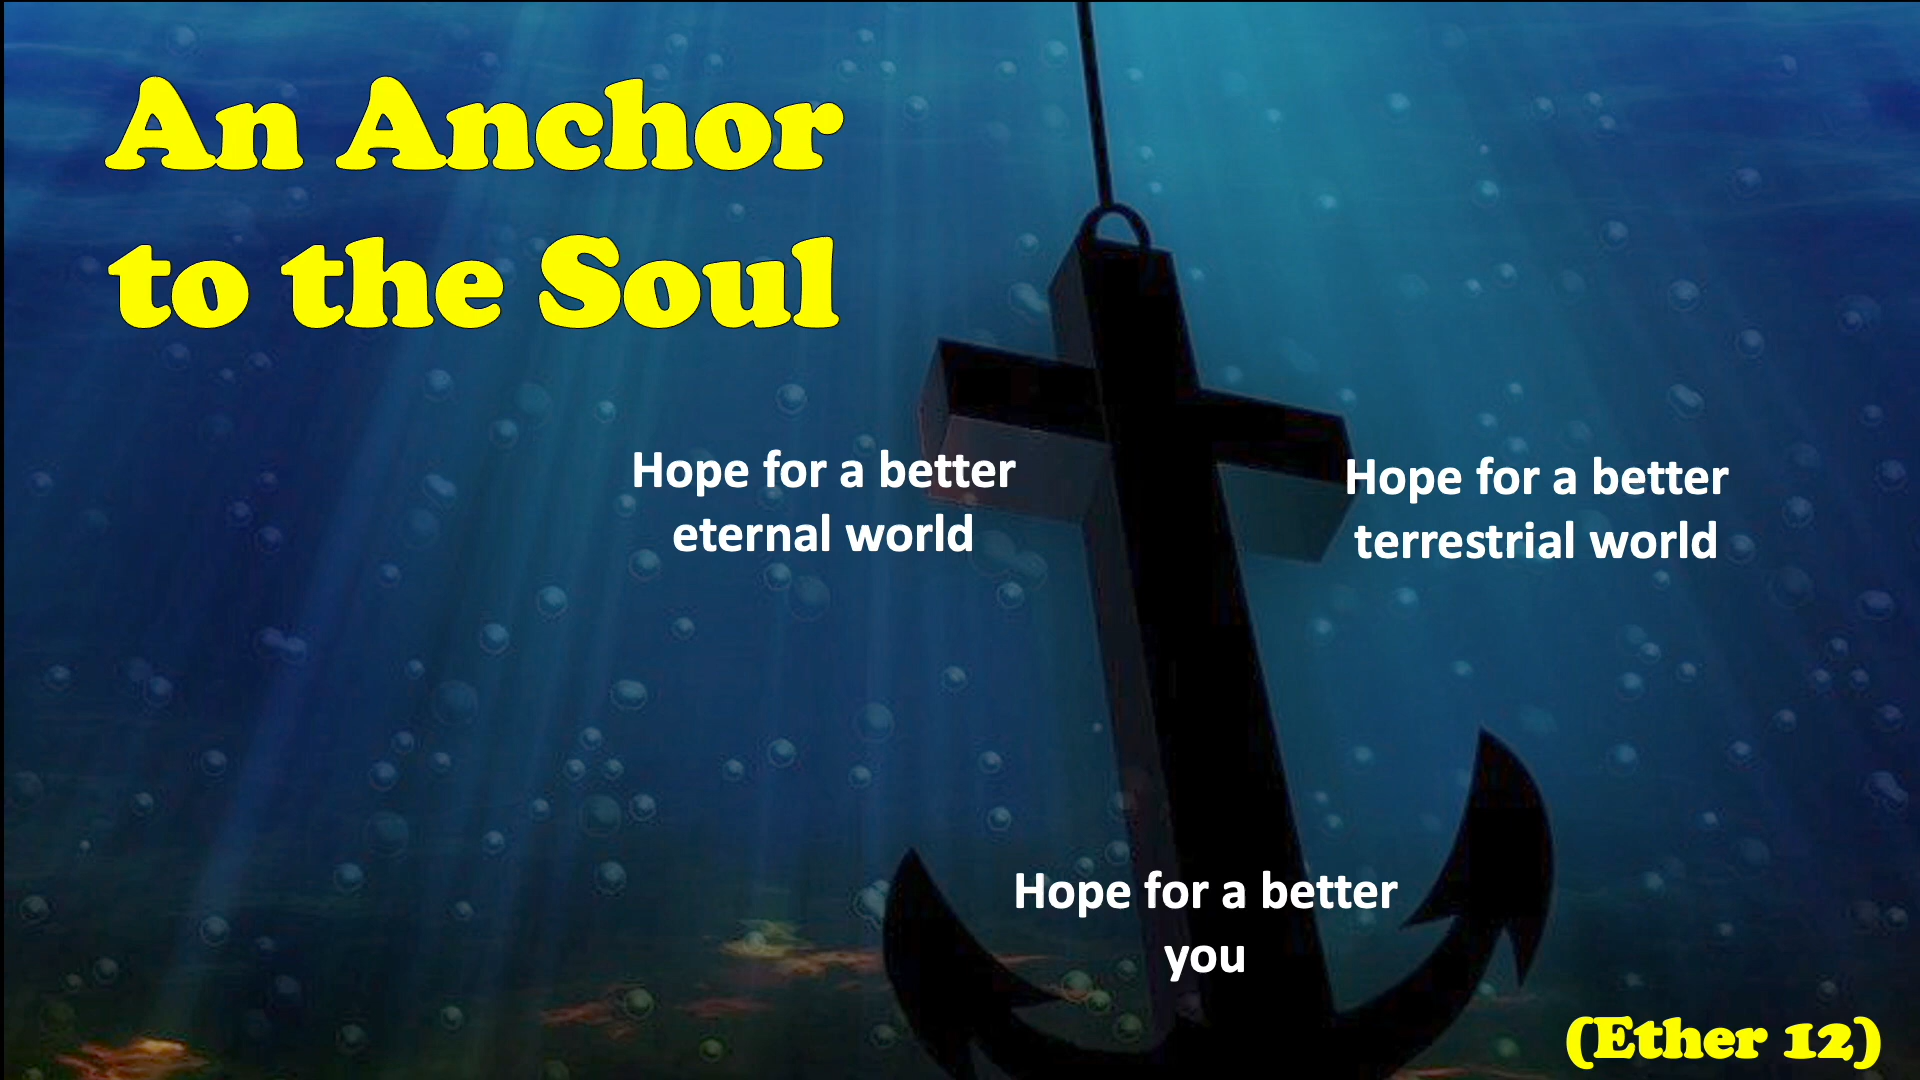 An Anchor
to the Soul
Hope for a better
eternal world
Hope for a better
terrestrial world
Hope for a better
you
(Ether 12)